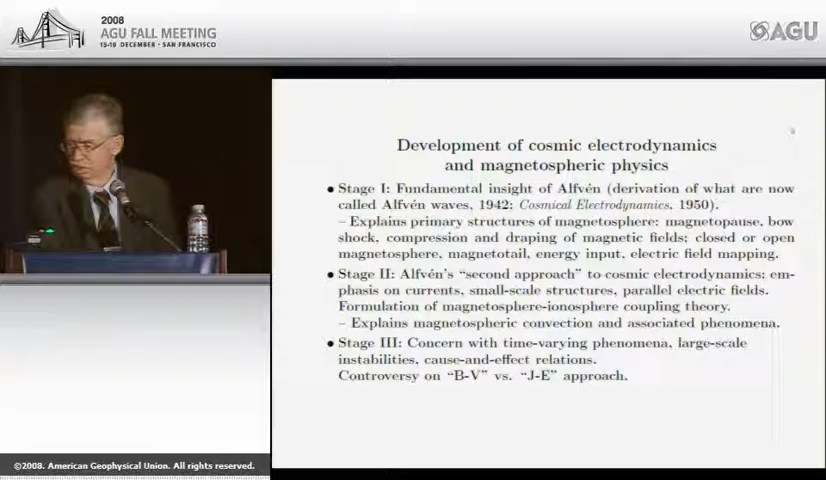 2008
AGU FALL MEETING
15-19 DECEMBER · SAN FRANCISCO
AGU
Development of cosmic electrodynamics
and magnetospheric physics
• Stage I: Fundamental insight of Alfvén (derivation of what are now
called Alfvén waves, 1942; Cosmical Electrodynamics, 1950).
– Explains primary structures of magnetosphere: magnetopause, bow
shock, compression and draping of magnetic fields; closed or open
magnetosphere, magnetotail, energy input, electric field mapping.
• Stage II: Alfvén's “second approach” to cosmic electrodynamics; em-
phasis on currents, small-scale structures, parallel electric fields.
Formulation of magnetosphere-ionosphere coupling theory.
– Explains magnetospheric convection and associated phenomena.
• Stage III: Concern with time-varying phenomena, large-scale
instabilities, cause-and-effect relations.
Controversy on “B-V” vs. “J-E” approach.
©2008. American Geophysical Union. All rights reserved.